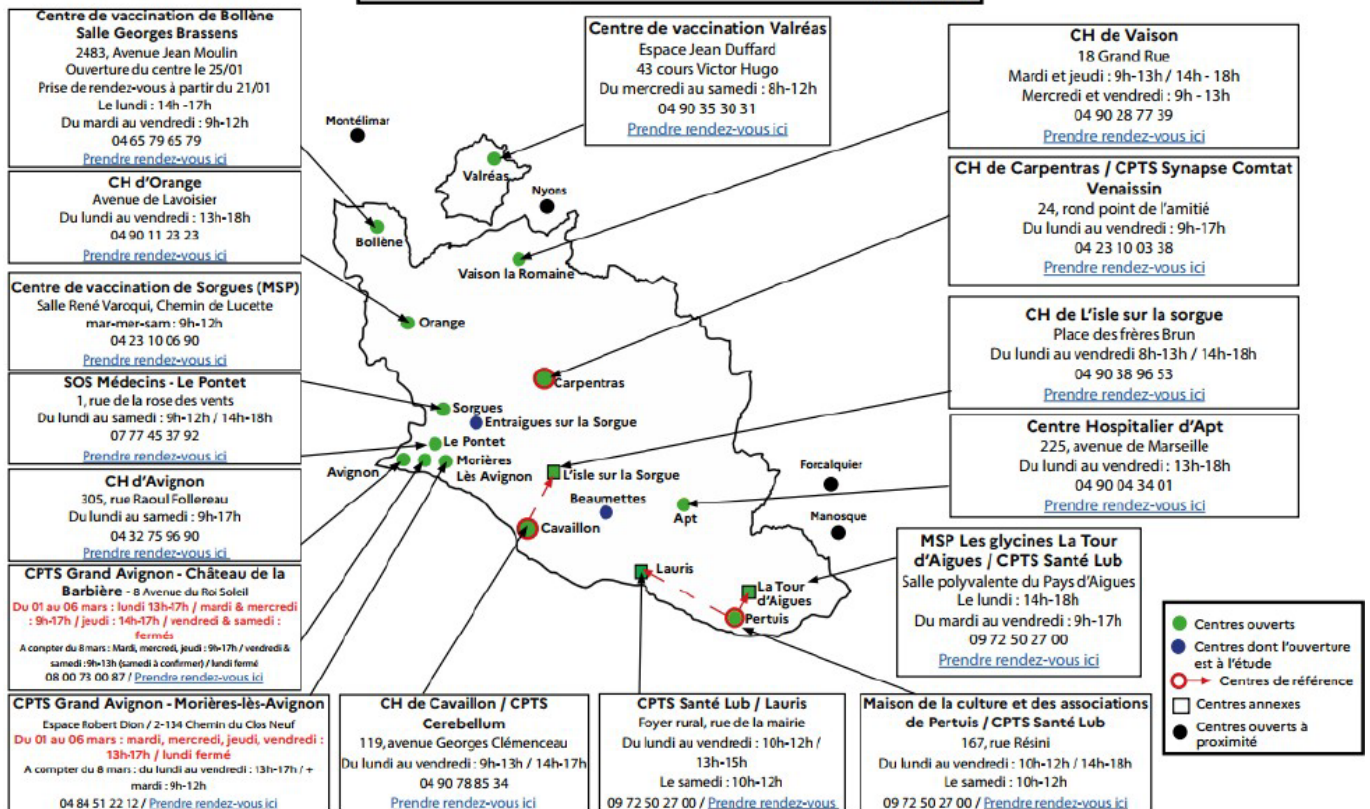 Centre de vaccination de Bollène
Salle Georges Brassens
2483, Avenue Jean Moulin
Ouverture du centre le 25/01
Prise de rendez-vous à partir du 21/01
Le lundi : 14h -17h
Du mardi au vendredi : 9h-12h
04 65 79 65 79
Prendre rendez-vous ici
CH d'Orange
Avenue de Lavoisier
Du lundi au vendredi : 13h-18h
04 90 11 23 23
Prendre rendez-vous ici
Centre de vaccination de Sorgues (MSP)
Salle René Varoqui, Chemin de Lucette
mar-mer-sam : 9h-12h
04 23 10 06 90
Prendre rendez-vous ici
SOS Médecins - Le Pontet
1, rue de la rose des vents
Du lundi au samedi : 9h-12h / 14h-18h
07 77 45 37 92
Prendre rendez-vous ici
CH d'Avignon
305, rue Raoul Follereau
Du lundi au samedi : 9h-17h
04 32 75 96 90
Prendre rendez-vous ici
CPTS Grand Avignon - Château de la
Barbière - 8 Avenue du Roi Soleil
Du 01 au 06 mars : lundi 13h-17h / mardi & mercredi
: 9h-17h / jeudi : 14h-17h / vendredi & samedi :
fermés
A compter du 8 mars : Mardi, mercredi, jeudi : 9h-17h / vendredi &
samedi : 9h-13h (samedi à confirmer) / lundi fermé
08 00 73 00 87 / Prendre rendez-vous ici
CPTS Grand Avignon - Morières-lès-Avignon
Espace Robert Dion / 2-134 Chemin du Clos Neuf
Du 01 au 06 mars : mardi, mercredi, jeudi, vendredi :
13h-17h / lundi fermé
A compter du 8 mars : du lundi au vendredi : 13h-17h / +
mardi : 9h-12h
04 84 51 22 12 / Prendre rendez-vous ici
CH de Cavaillon / CPTS
Cerebellum
119, avenue Georges Clémenceau
Du lundi au vendredi : 9h-13h / 14h-17h
04 90 78 85 34
Prendre rendez-vous ici
CPTS Santé Lub / Lauris
Foyer rural, rue de la mairie
Du lundi au vendredi : 10h-12h /
13h-15h
Le samedi : 10h-12h
09 72 50 27 00 / Prendre rendez-vous
Maison de la culture et des associations
de Pertuis / CPTS Santé Lub
167, rue Résini
Du lundi au vendredi : 10h-12h / 14h-18h
Le samedi : 10h-12h
09 72 50 27 00 / Prendre rendez-vous ici
Centre de vaccination Valréas
Espace Jean Duffard
43 cours Victor Hugo
Du mercredi au samedi : 8h-12h
04 90 35 30 31
Prendre rendez-vous ici
CH de Vaison
18 Grand Rue
Mardi et jeudi : 9h-13h / 14h - 18h
Mercredi et vendredi : 9h - 13h
04 90 28 77 39
Prendre rendez-vous ici
CH de Carpentras / CPTS Synapse Comtat
Venaissin
24, rond point de l'amitié
Du lundi au vendredi : 9h-17h
04 23 10 03 38
Prendre rendez-vous ici
CH de L'isle sur la sorgue
Place des frères Brun
Du lundi au vendredi 8h-13h / 14h-18h
04 90 38 96 53
Prendre rendez-vous ici
Centre Hospitalier d'Apt
225, avenue de Marseille
Du lundi au vendredi : 13h-18h
04 90 04 34 01
Prendre rendez-vous ici
MSP Les glycines La Tour
d'Aigues / CPTS Santé Lub
Salle polyvalente du Pays d'Aigues
Le lundi : 14h-18h
Du mardi au vendredi : 9h-17h
09 72 50 27 00
Prendre rendez-vous ici
Montélimar
Valréas
Nyons
Bollène
Vaison la Romaine
Orange
Carpentras
Sorgues
Entraigues sur la Sorgue
Le Pontet
Avignon
Morières
Lès Avignon
L'isle sur la Sorgue
Beaumettes
Apt
Cavaillon
Forcalquier
Manosque
Lauris
La Tour
d'Aigues
Pertuis
Centres ouverts
Centres dont l'ouverture
est à l'étude
Centres de référence
Centres annexes
Centres ouverts à
proximité